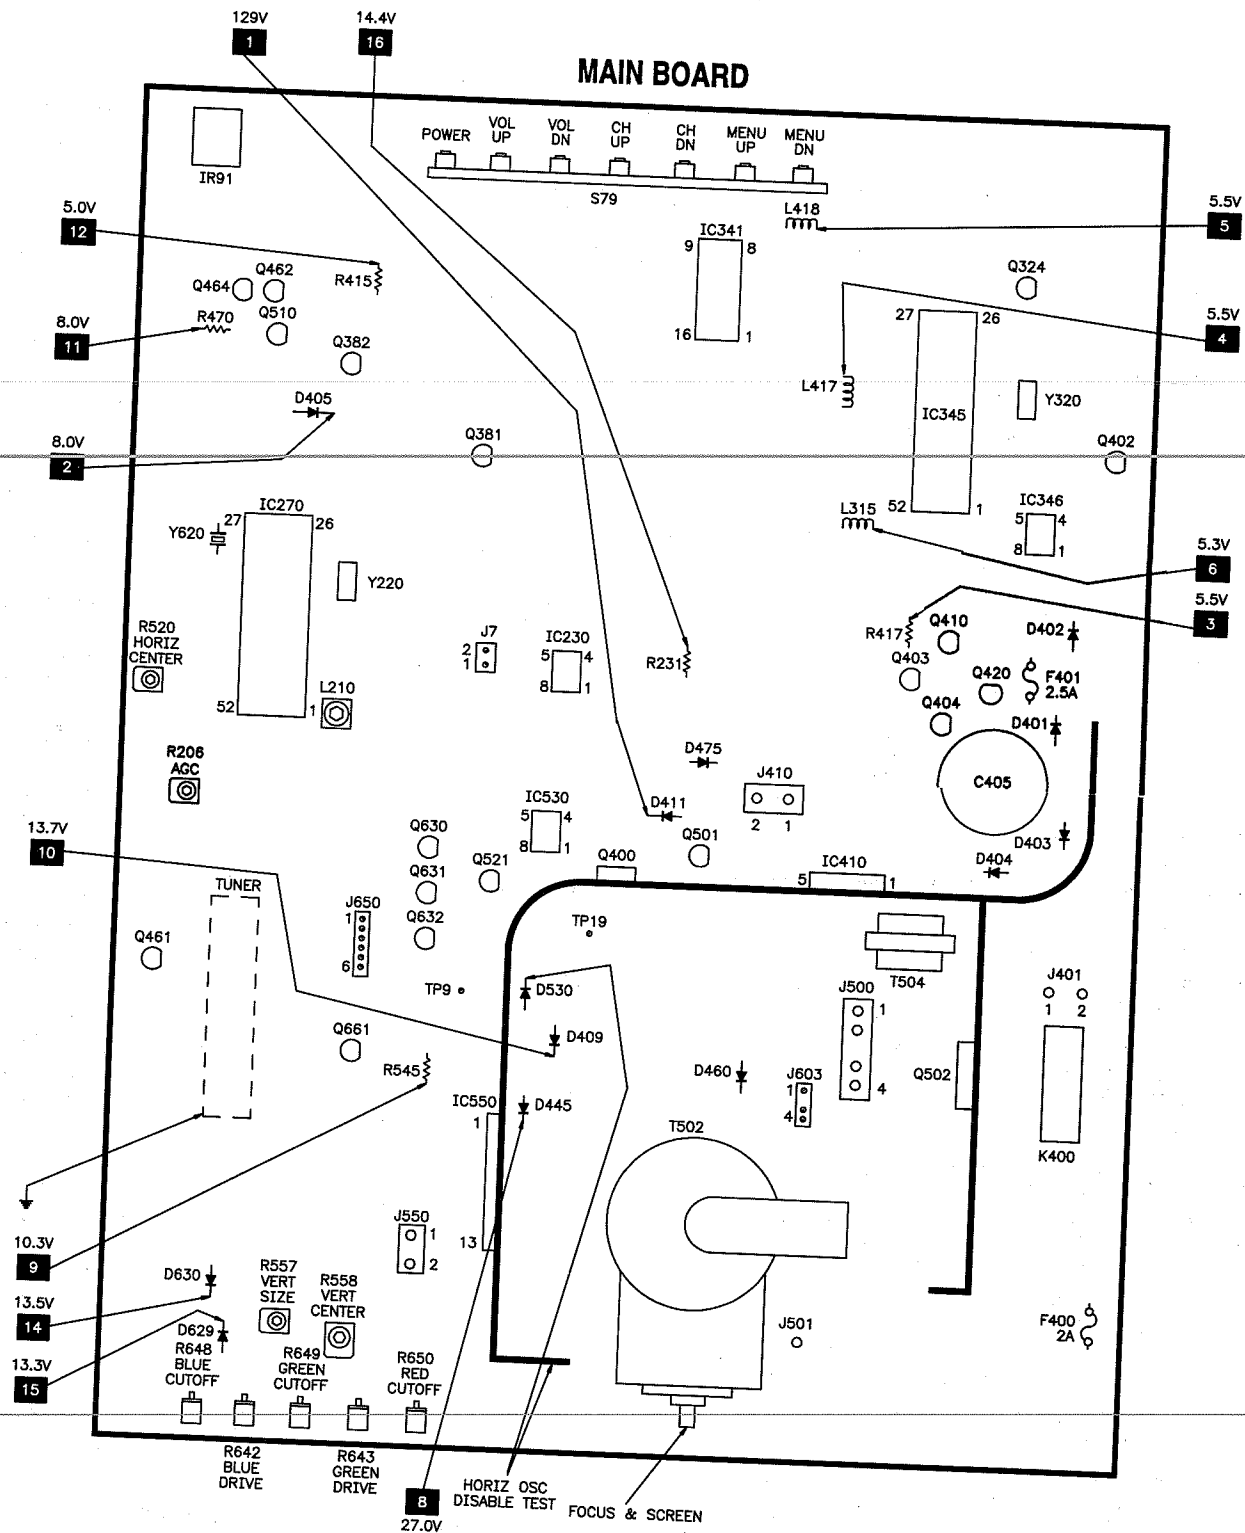 129V
1
14.4V
16
MAIN BOARD
IR91
POWER
VOL
UP
VOL
DN
CH
UP
CH
DN
MENU
UP
MENU
DN
S79
5.0V
12
L418
5.5V
5
IC341
9
8
16
1
R415
Q464
Q462
Q510
R470
Q382
8.0V
11
Q324
27
26
IC345
52
1
5.5V
4
L417
Y320
D405
Q381
Q402
8.0V
2
IC270
27
26
52
1
Y620
Y220
L315
IC346
5
4
8
1
5.3V
6
5.5V
3
R520
HORIZ
CENTER
J7
2
1
IC230
5
4
8
1
R231
R417
Q410
D402
Q403
Q420
F401
2.5A
L210
Q404
D401
R206
AGC
D475
J410
2
1
C405
D411
IC530
5
4
8
1
Q630
Q501
D403
13.7V
10
Q631
Q521
Q400
IC410
5
1
D404
TUNER
J650
1
6
Q632
TP19
Q461
T504
TP9
D530
J500
1
4
J401
1
2
Q661
D409
R545
D460
J603
1
4
Q502
IC550
1
13
D445
T502
K400
J550
1
2
10.3V
9
D630
R557
VERT
SIZE
R558
VERT
CENTER
13.5V
14
D629
J501
F400
2A
13.3V
15
R648
BLUE
CUTOFF
R649
GREEN
CUTOFF
R650
RED
CUTOFF
R642
BLUE
DRIVE
R643
GREEN
DRIVE
8
27.0V
HORIZ OSC
DISABLE TEST
FOCUS & SCREEN